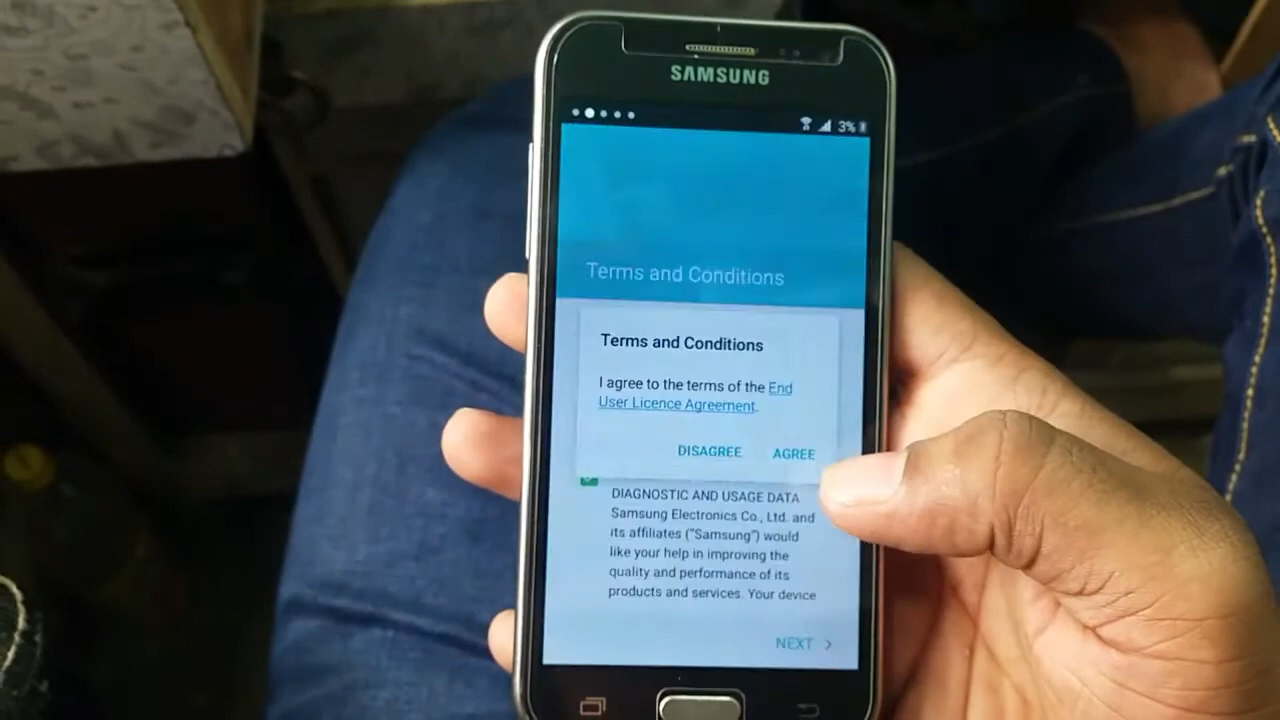 SAMSUNG
3%
Terms and Conditions
Terms and Conditions
I agree to the terms of the End
User Licence Agreement.
DISAGREE AGREE
DIAGNOSTIC AND USAGE DATA
Samsung Electronics Co., Ltd. and
its affiliates ("Samsung") would
like your help in improving the
quality and performance of its
products and services. Your device
NEXT